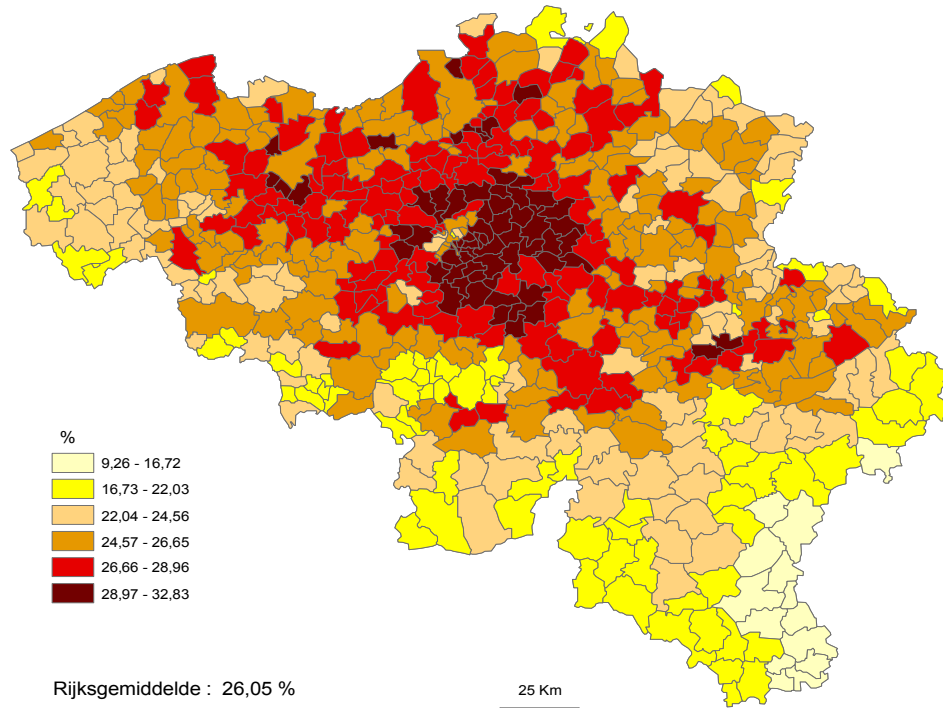 %
9,26 - 16,72
16,73 - 22,03
22,04 - 24,56
24,57 - 26,65
26,66 - 28,96
28,97 - 32,83
Rijksgemiddelde : 26,05 %
25 Km